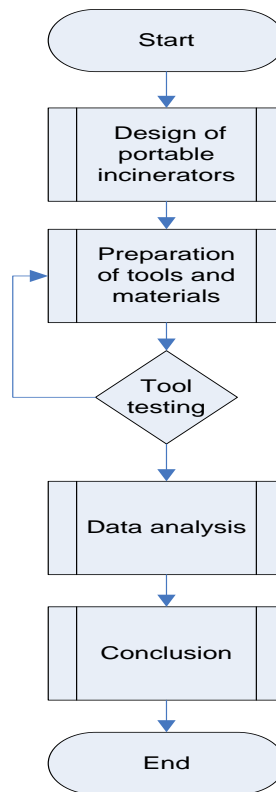 Start
Design of
portable
incinerators
Preparation
of tools and
materials
Tool
testing
Data analysis
Conclusion
End